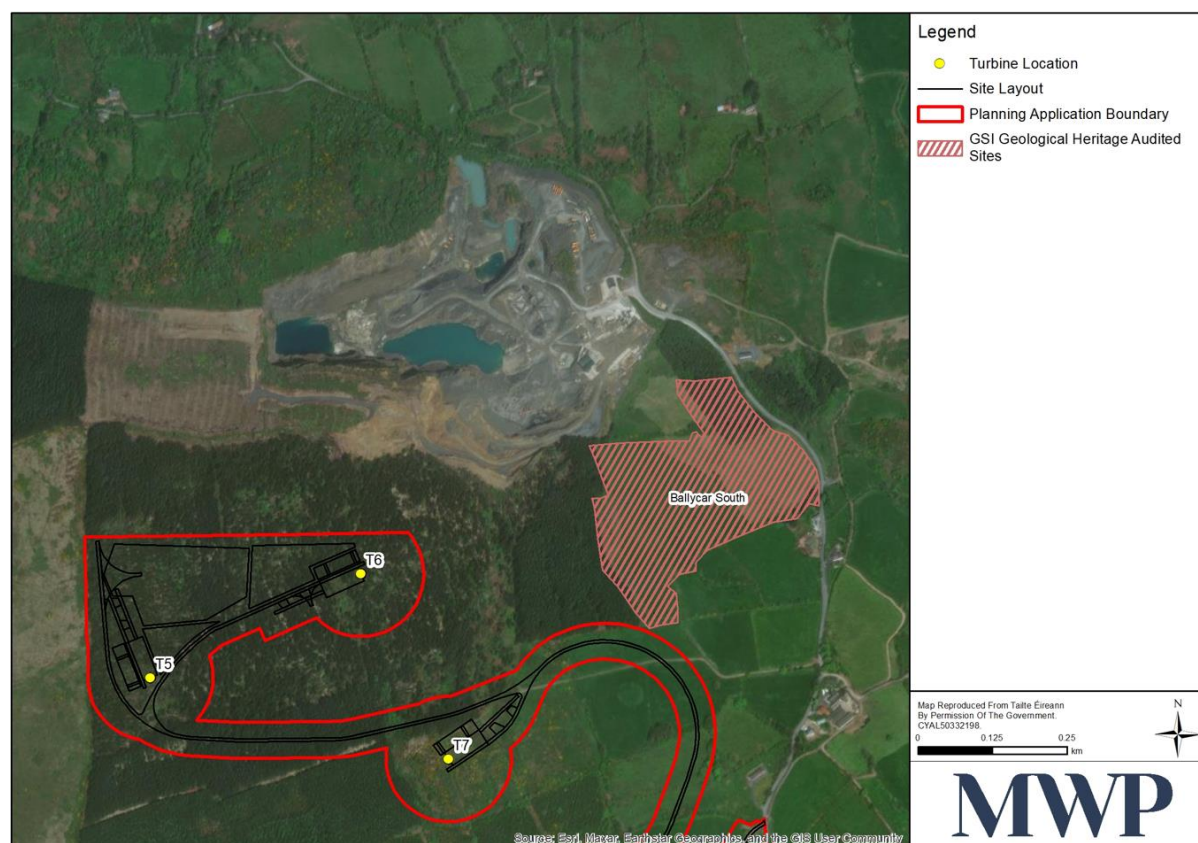 Legend
Turbine Location
Site Layout
Planning Application Boundary
GSI Geological Heritage Audited
Sites
Ballycar South
T6
T5
T7
Map Reproduced From Tailte Éireann
By Permission Of The Government.
CYAL50332198.
N
0 0.125 0.25
km
MWP
Source: Esri, Maxar, Earthstar Geographics, and the GIS User Community